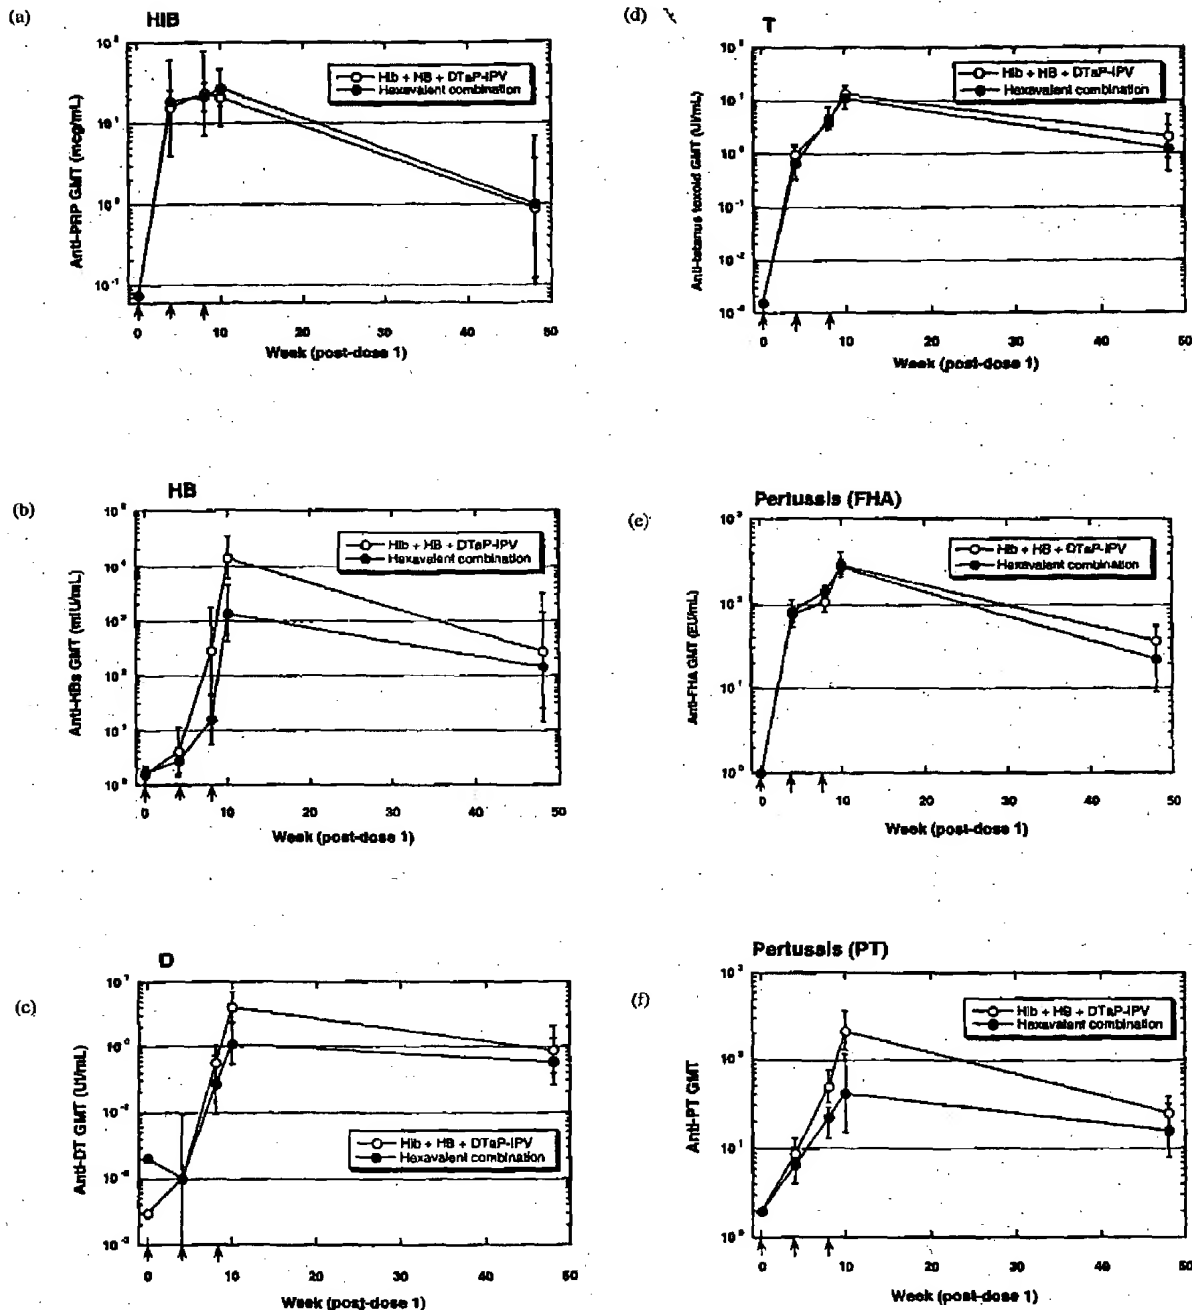 (a)
HIB
Anti-PRP GMT (mcg/mL)
Hib + HB + DTaP-IPV
Hexavalent combination
0 10 20 30 40 50
Week (post-dose 1)
(b)
HB
Anti-HBs GMT (mIU/mL)
Hib + HB + DTaP-IPV
Hexavalent combination
0 10 20 30 40 50
Week (post-dose 1)
(c)
D
Anti-DT GMT (UI/mL)
Hib + HB + DTaP-IPV
Hexavalent combination
0 10 20 30 40 50
Week (post-dose 1)
(d)
T
Anti-tetanus toxoid GMT (UI/mL)
Hib + HB + DTaP-IPV
Hexavalent combination
0 10 20 30 40 50
Week (post-dose 1)
(e)
Pertussis (FHA)
Anti-FHA GMT (EU/mL)
Hib + HB + DTaP-IPV
Hexavalent combination
0 10 20 30 40 50
Week (post-dose 1)
(f)
Pertussis (PT)
Anti-PT GMT
Hib + HB + DTaP-IPV
Hexavalent combination
0 10 20 30 40 50
Week (post-dose 1)